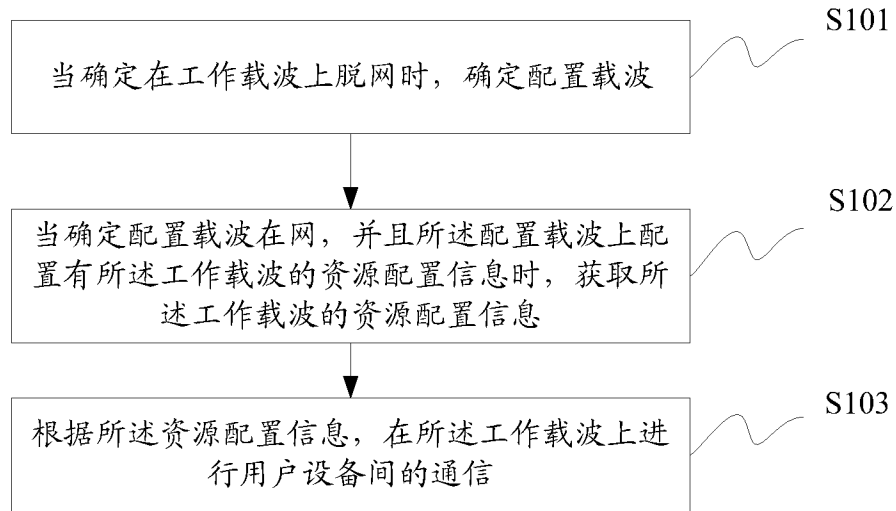 S101
当确定在工作载波上脱网时，确定配置载波
S102
当确定配置载波在网，并且所述配置载波上配
置有所述工作载波的资源配置信息时，获取所
述工作载波的资源配置信息
S103
根据所述资源配置信息，在所述工作载波上进
行用户设备间的通信